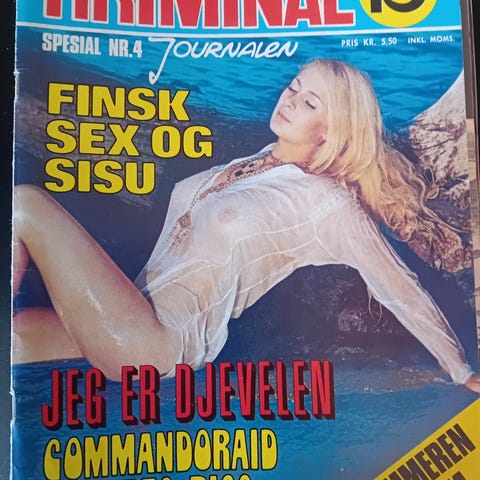 KRIMINAL
SPESIAL NR.4 JOURNALEN
PRIS KR. 5,50 INKL. MOMS.
FINSK
SEX OG
SISU
JEG ER DJEVELEN
COMMANDORAID